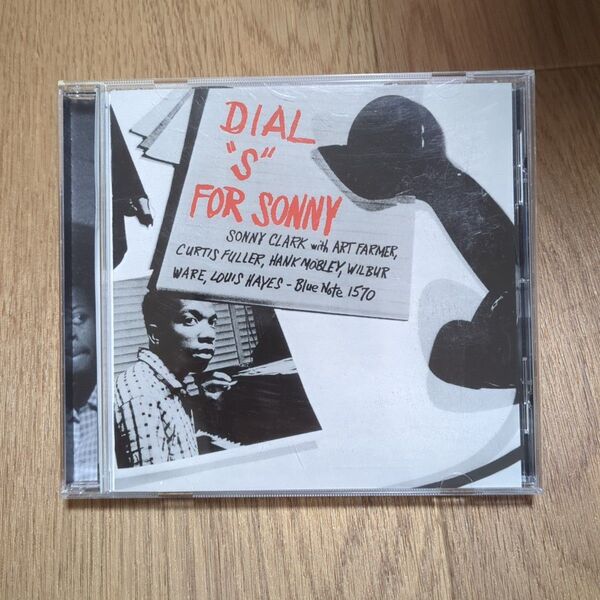 DIAL
"S"
FOR SONNY
SONNY CLARK with ART FARMER,
CURTIS FULLER, HANK MOBLEY, WILBUR
WARE, LOUIS HAYES - Blue Note 1570